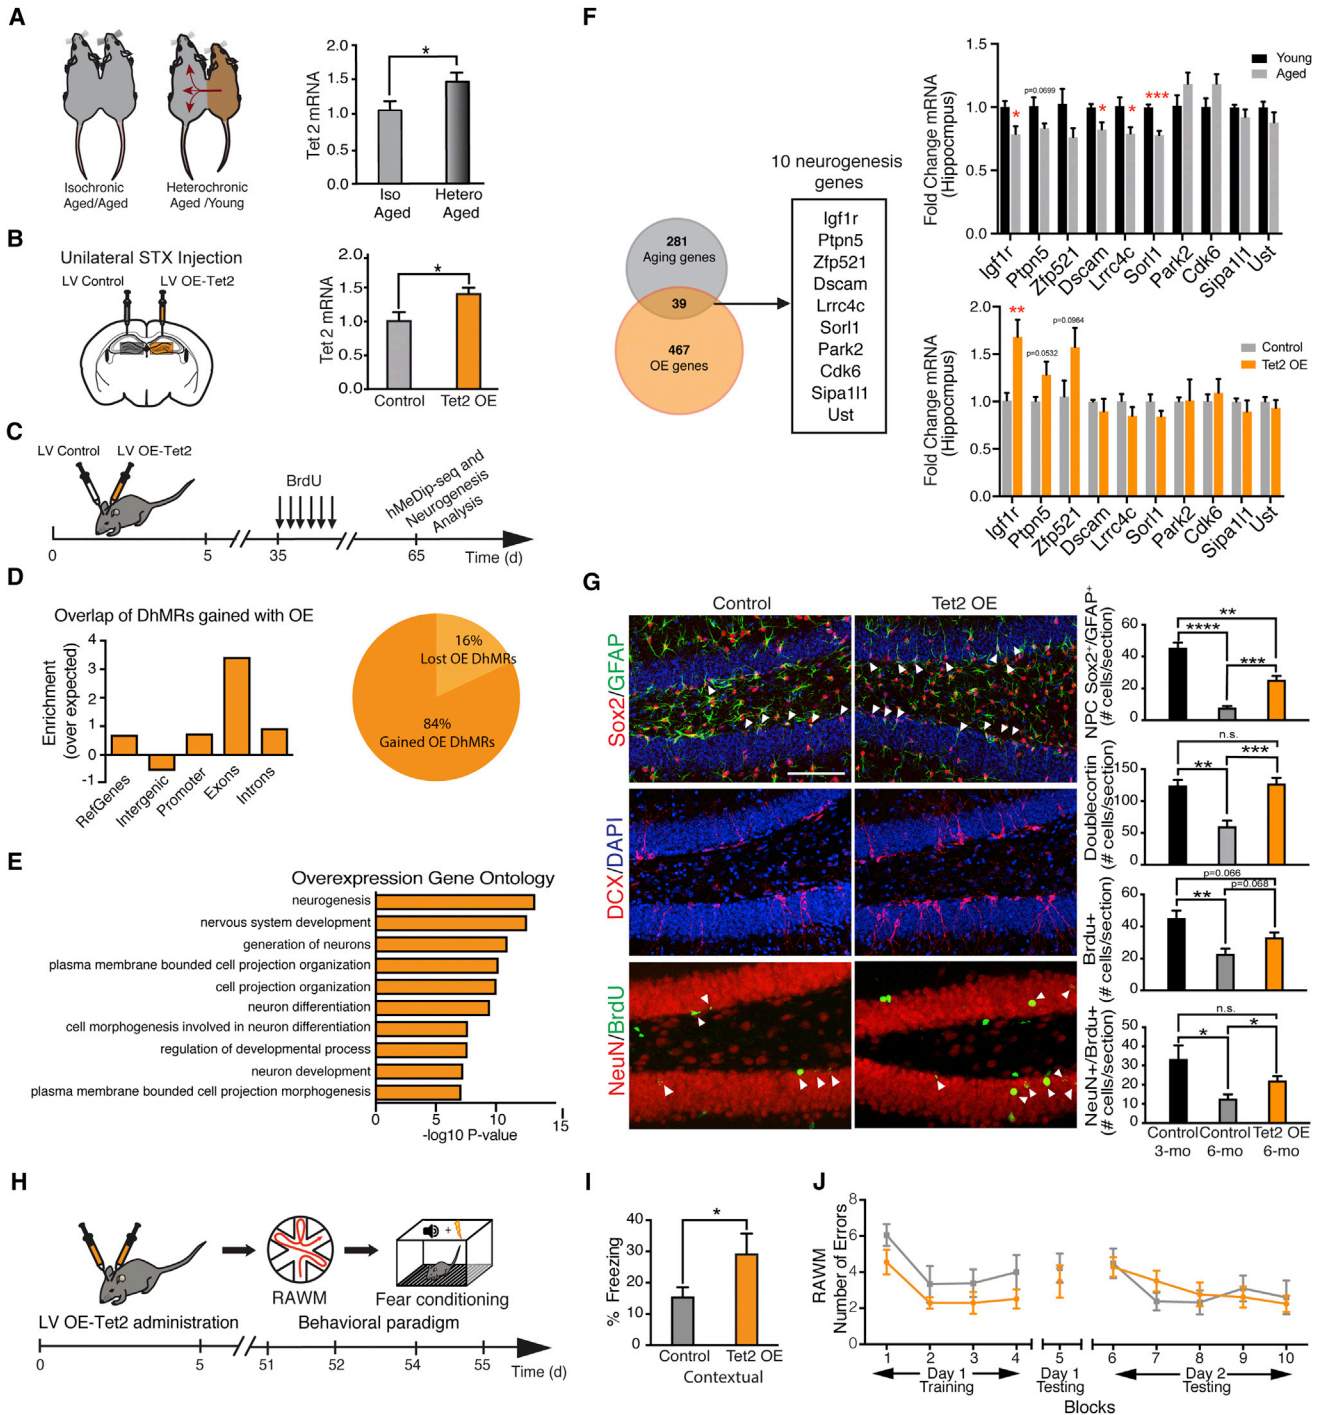 A
Isochronic
Aged/Aged
Heterochronic
Aged /Young
Tet 2 mRNA
2.0
1.5
1.0
0.5
0.0
*
Iso
Aged
Hetero
Aged
B
Unilateral STX Injection
LV Control
LV OE-Tet2
Tet 2 mRNA
2.0
1.5
1.0
0.5
0.0
*
Control
Tet2 OE
C
LV Control
LV OE-Tet2
BrdU
hMeDip-seq and
Neurogenesis
Analysis
0
5
35
65
Time (d)
D
Overlap of DhMRs gained with OE
Enrichment
(over expected)
4
3
2
1
0
-1
RefGenes
Intergenic
Promoter
Exons
Introns
16%
Lost OE DhMRs
84%
Gained OE DhMRs
E
Overexpression Gene Ontology
neurogenesis
nervous system development
generation of neurons
plasma membrane bounded cell projection organization
cell projection organization
neuron differentiation
cell morphogenesis involved in neuron differentiation
regulation of developmental process
neuron development
plasma membrane bounded cell projection morphogenesis
0
5
10
15
-log10 P-value
F
281
Aging genes
39
467
OE genes
10 neurogenesis
genes
Igf1r
Ptpn5
Zfp521
Dscam
Lrrc4c
Sorl1
Park2
Cdk6
Sipa1l1
Ust
Fold Change mRNA
(Hippocmpus)
1.5
1.0
0.5
0.0
Young
Aged
*
p=0.0699
*
*
***
Igf1r
Ptpn5
Zfp521
Dscam
Lrrc4c
Sorl1
Park2
Cdk6
Sipa1l1
Ust
Fold Change mRNA
(Hippocmpus)
2.0
1.5
1.0
0.5
0.0
Control
Tet2 OE
**
p=0.0532
p=0.0964
Igf1r
Ptpn5
Zfp521
Dscam
Lrrc4c
Sorl1
Park2
Cdk6
Sipa1l1
Ust
G
Control
Tet2 OE
Sox2/GFAP
DCX/DAPI
NeuN/BrdU
NPC Sox2+/GFAP+
(# cells/section)
60
40
20
0
**
****
***
Doublecortin
(# cells/section)
150
100
50
0
n.s.
**
***
Brdu+
(# cells/section)
60
40
20
0
p=0.066
p=0.068
**
NeuN+/Brdu+
(# cells/section)
50
40
30
20
10
0
n.s.
*
*
Control
3-mo
Control
6-mo
Tet2 OE
6-mo
H
RAWM
+
Fear conditioning
LV OE-Tet2 administration
Behavioral paradigm
0
5
51
52
54
55
Time (d)
I
% Freezing
40
30
20
10
0
*
Control
Tet2 OE
Contextual
J
RAWM
Number of Errors
8
6
4
2
0
1
2
3
4
5
6
7
8
9
10
Day 1
Training
Day 1
Testing
Day 2
Testing
Blocks